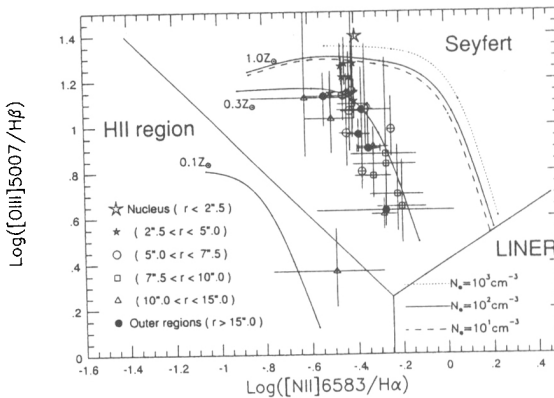 1.4
1.2
1
.8
.6
.4
.2
0
Log([OIII]5007/Hβ)
Seyfert
HII region
LINER
1.0Z⊙
0.3Z⊙
0.1Z⊙
Nucleus ( r < 2".5 )
( 2".5 < r < 5".0 )
( 5".0 < r < 7".5 )
( 7".5 < r < 10".0 )
( 10".0 < r < 15".0 )
Outer regions ( r > 15".0 )
Nₑ=10³cm⁻³
Nₑ=10²cm⁻³
Nₑ=10¹cm⁻³
-1.6 -1.4 -1.2 -1 -.8 -.6 -.4 -.2 0 .2 .4
Log([NII]6583/Hα)